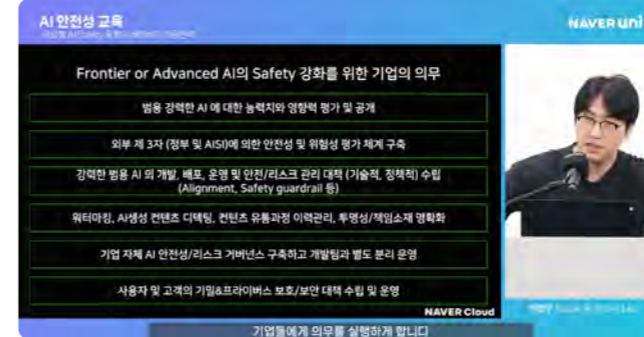 AI 안전성 교육
NAVER uni
Frontier or Advanced AI의 Safety 강화를 위한 기업의 의무
범용 강력한 AI 에 대한 능력치와 영향력 평가 및 공개
외부 제 3자 (정부 및 AISI)에 의한 안전성 및 위험성 평가 체계 구축
강력한 범용 AI 의 개발, 배포, 운영 및 안전/리스크 관리 대책 (기술적, 정책적) 수립
(Alignment, Safety guardrail 등)
워터마킹, AI생성 컨텐츠 디텍팅, 컨텐츠 유통과정 이력관리, 투명성/책임소재 명확화
기업 자체 AI 안전성/리스크 거버넌스 구축하고 개발팀과 별도 분리 운영
사용자 및 고객의 기밀&프라이버스 보호/보안 대책 수립 및 운영
NAVER Cloud
기업들에게 의무를 실행하게 합니다